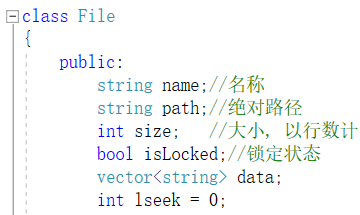 class File
{
public:
string name;//名称
string path;//绝对路径
int size;   //大小, 以行数计
bool isLocked;//锁定状态
vector<string> data;
int lseek = 0;